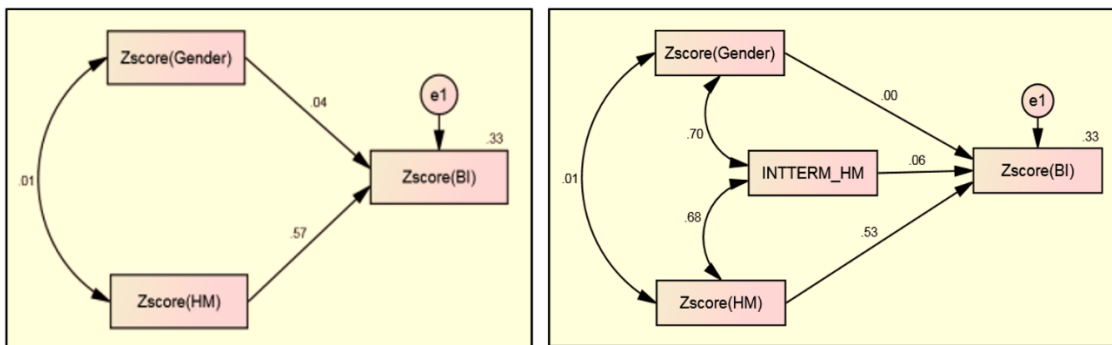 Zscore(Gender)
e1
.04
.33
Zscore(BI)
.01
.57
Zscore(HM)
Zscore(Gender)
.00
e1
.70
.33
INTTERM_HM
.06
Zscore(BI)
.01
.68
.53
Zscore(HM)